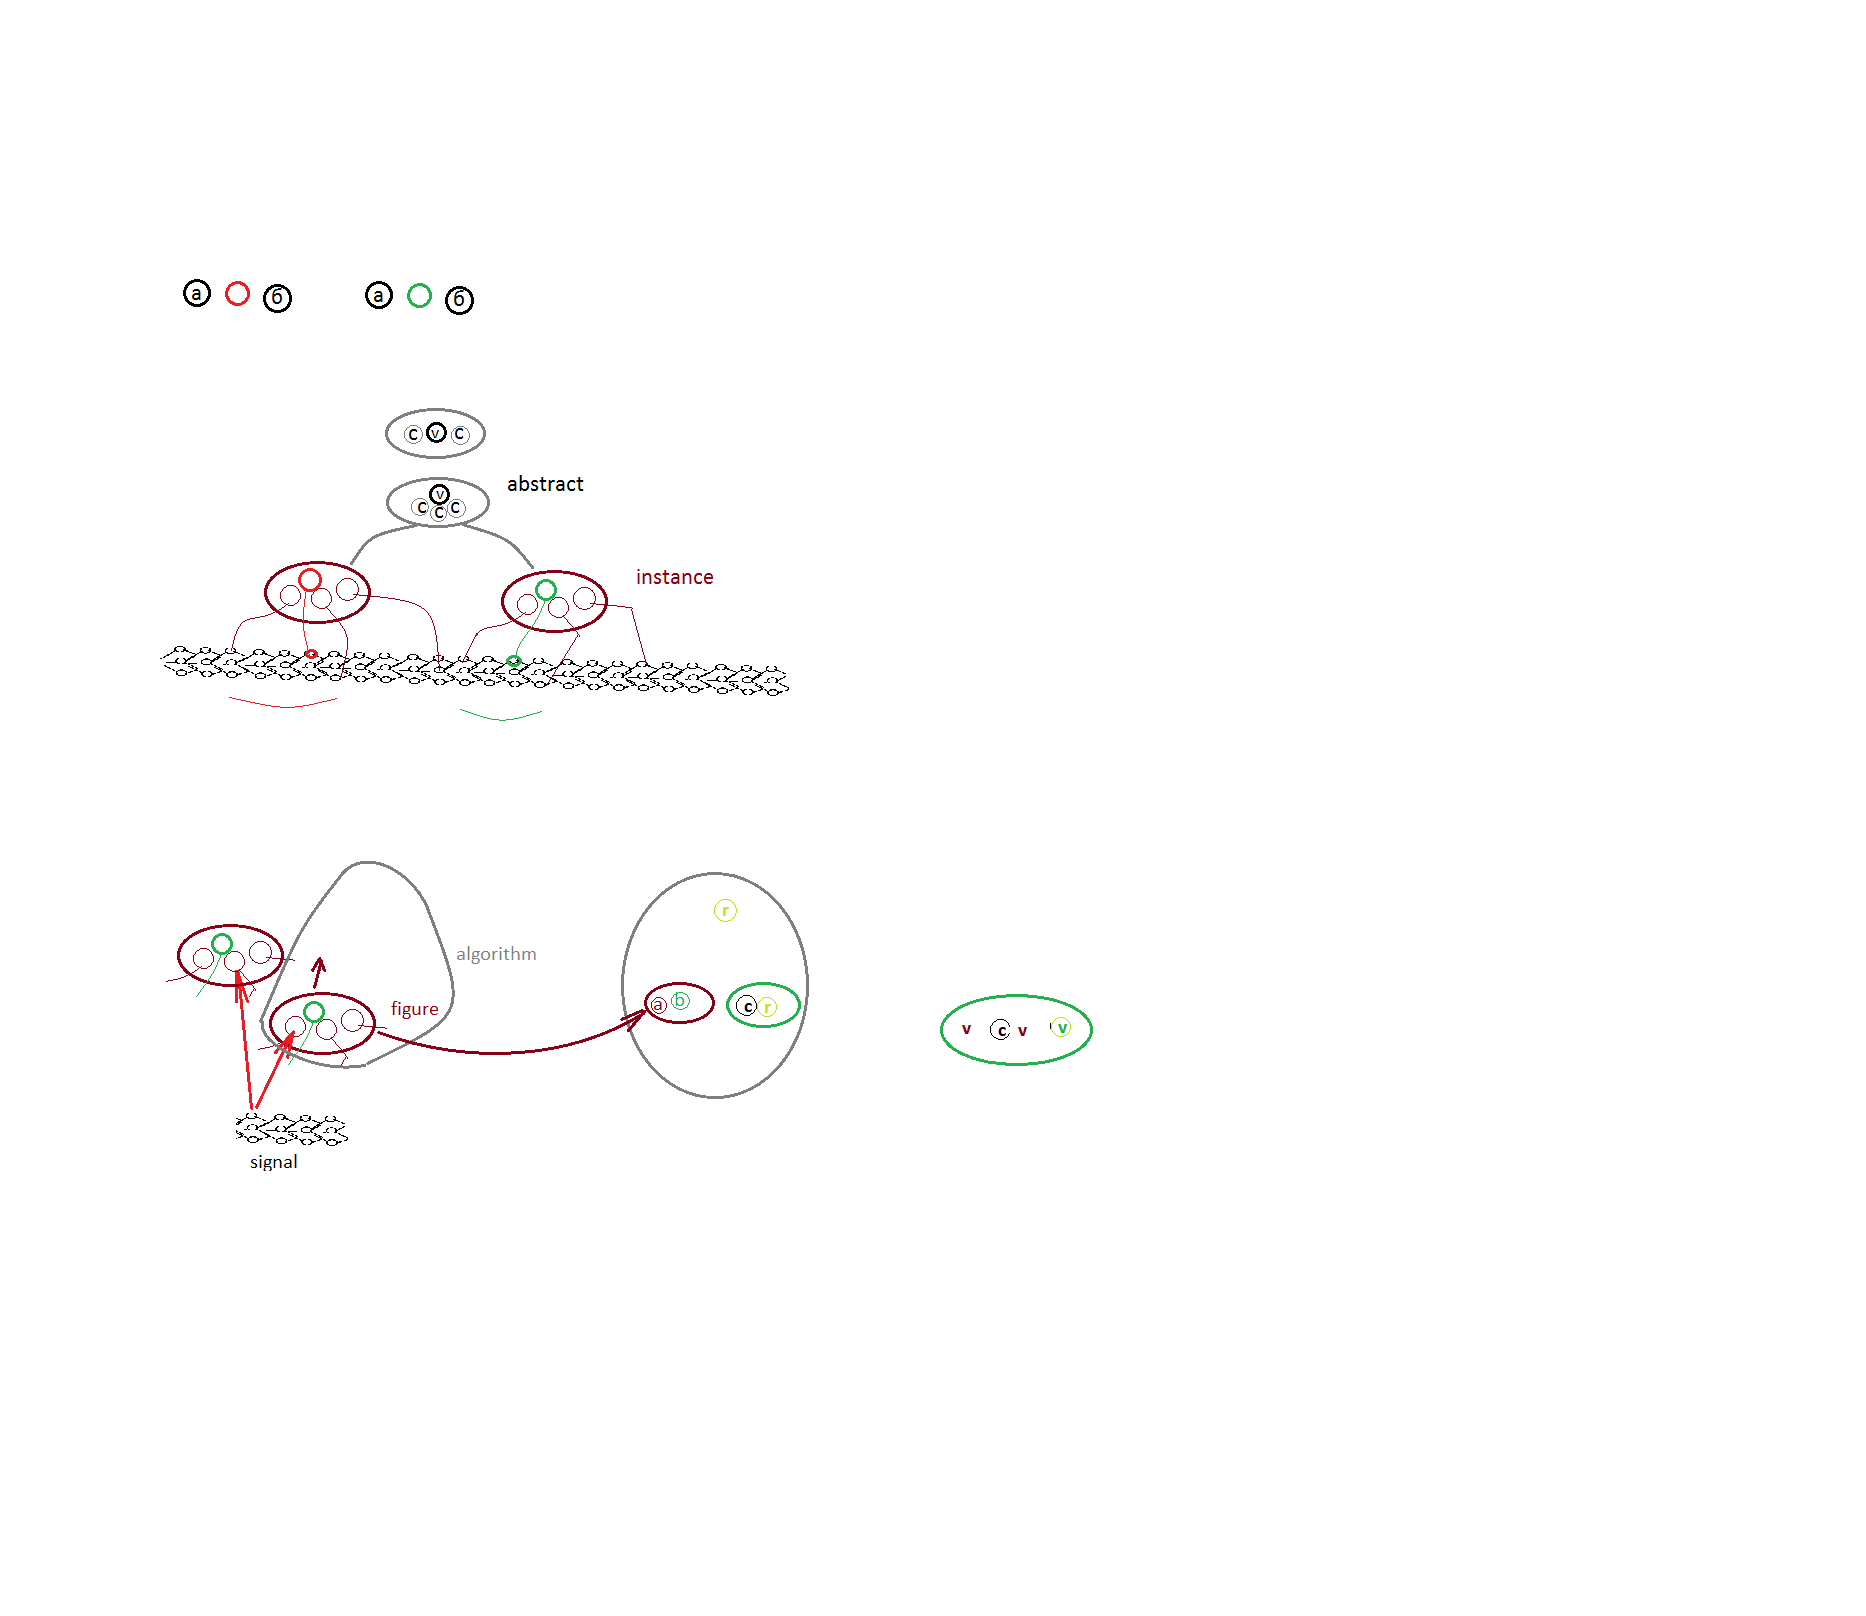 а б а б
c v c
abstract
v
c c c
instance
r
algorithm
a b c r
figure
v c v v
signal